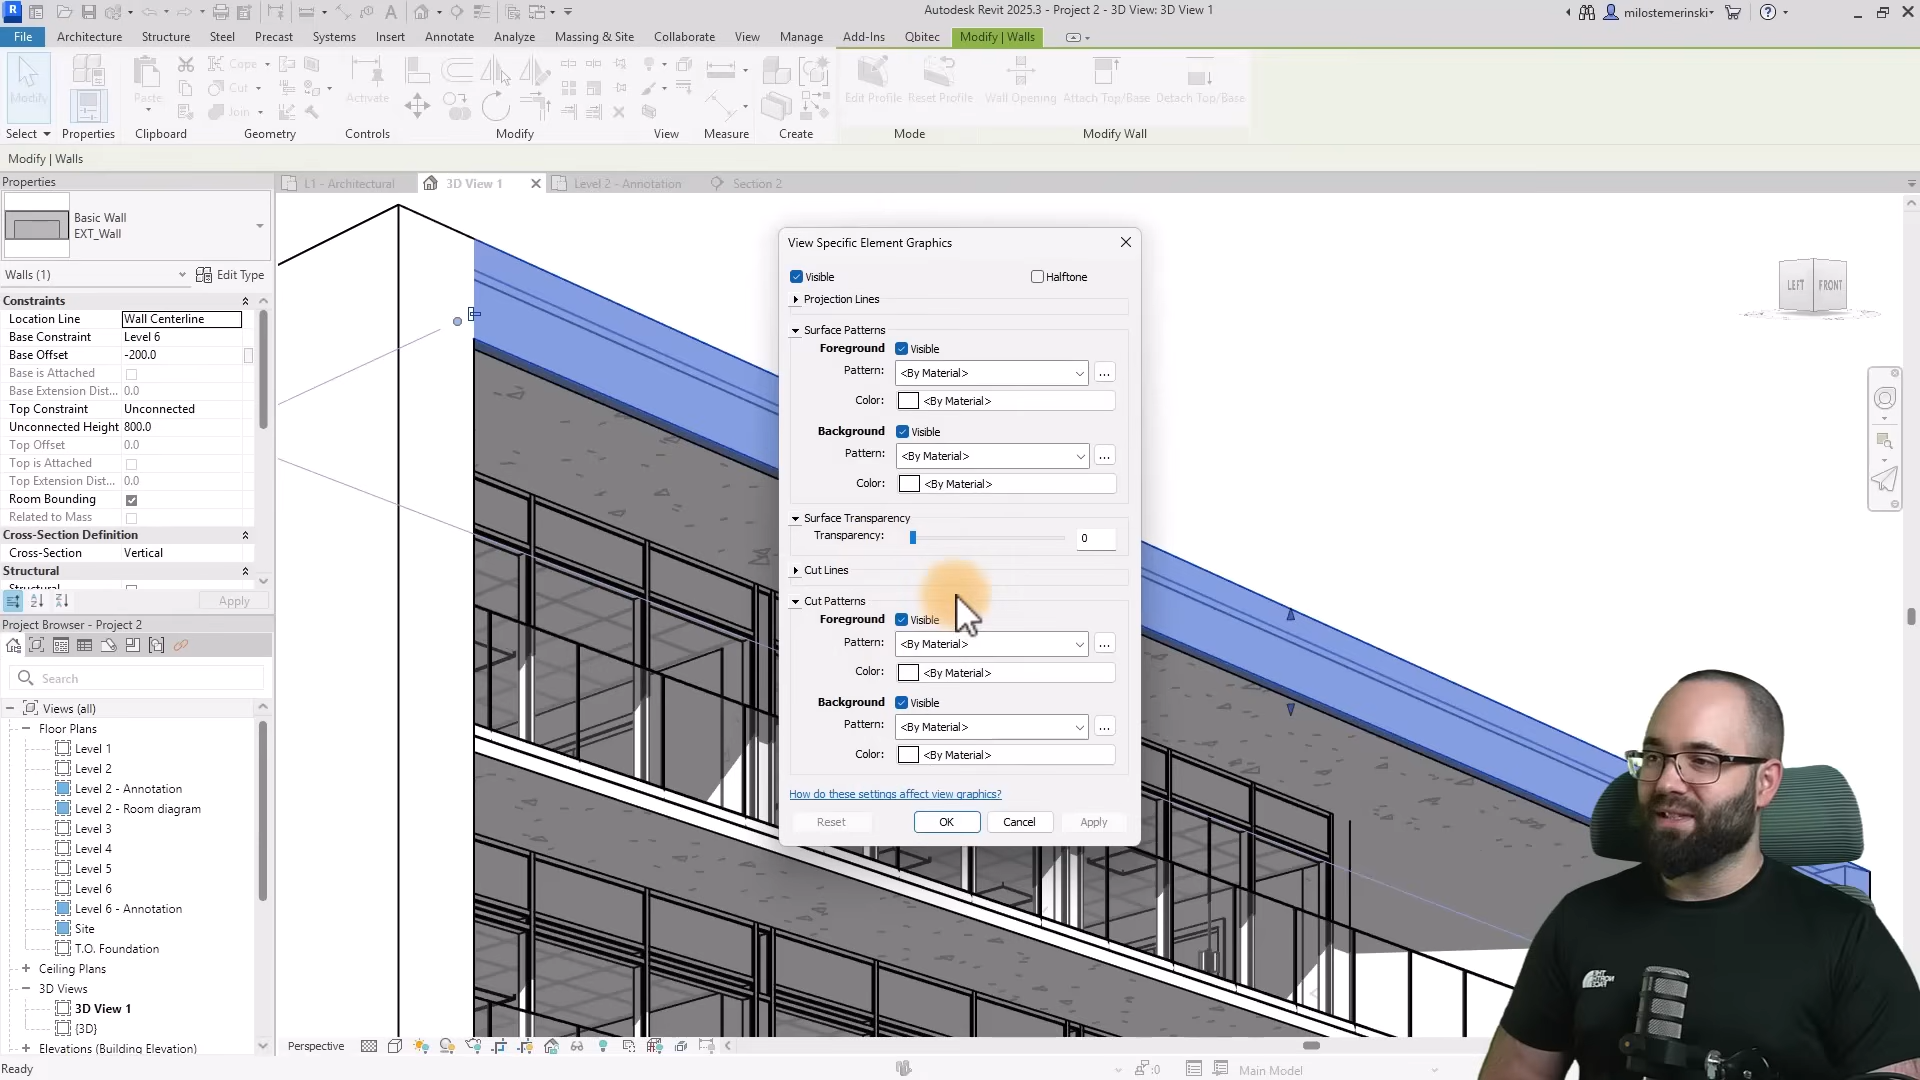 Autodesk Revit 2025.3 - Project 2 - 3D View: 3D View 1
milostemerinski
File Architecture Structure Steel Precast Systems Insert Annotate Analyze Massing & Site Collaborate View Manage Add-Ins Qbitec Modify | Walls
Modify Paste Cope Cut Join Activate Edit Profile Reset Profile Wall Opening Attach Top/Base Detach Top/Base
Select Properties Clipboard Geometry Controls Modify View Measure Create Mode Modify Wall
Modify | Walls
Properties
L1 - Architectural
3D View 1
Level 2 - Annotation
Section 2
Basic Wall
EXT_Wall
Walls (1)
Edit Type
Constraints
Location Line Wall Centerline
Base Constraint Level 6
Base Offset -200.0
Base is Attached
Base Extension Dist... 0.0
Top Constraint Unconnected
Unconnected Height 800.0
Top Offset 0.0
Top is Attached
Top Extension Dist... 0.0
Room Bounding
Related to Mass
Cross-Section Definition
Cross-Section Vertical
Structural
Structural
Apply
Project Browser - Project 2
Search
Views (all)
Floor Plans
Level 1
Level 2
Level 2 - Annotation
Level 2 - Room diagram
Level 3
Level 4
Level 5
Level 6
Level 6 - Annotation
Site
T.O. Foundation
Ceiling Plans
3D Views
3D View 1
{3D}
Elevations (Building Elevation)
Ready
View Specific Element Graphics
Visible Halftone
Projection Lines
Surface Patterns
Foreground Visible
Pattern: <By Material> ...
Color: <By Material>
Background Visible
Pattern: <By Material> ...
Color: <By Material>
Surface Transparency
Transparency: 0
Cut Lines
Cut Patterns
Foreground Visible
Pattern: <By Material> ...
Color: <By Material>
Background Visible
Pattern: <By Material> ...
Color: <By Material>
How do these settings affect view graphics?
Reset OK Cancel Apply
LEFT FRONT
Perspective
:0
Main Model
THE
NORTH
FACE